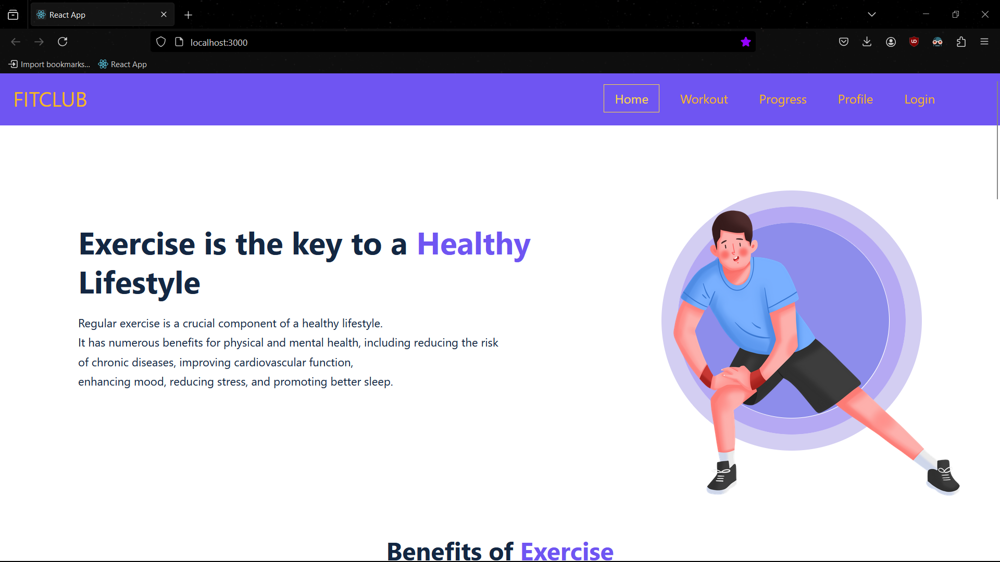 React App
localhost:3000
Import bookmarks...
React App
FITCLUB
Home
Workout
Progress
Profile
Login
Exercise is the key to a Healthy
Lifestyle
Regular exercise is a crucial component of a healthy lifestyle.
It has numerous benefits for physical and mental health, including reducing the risk
of chronic diseases, improving cardiovascular function,
enhancing mood, reducing stress, and promoting better sleep.
Benefits of Exercise